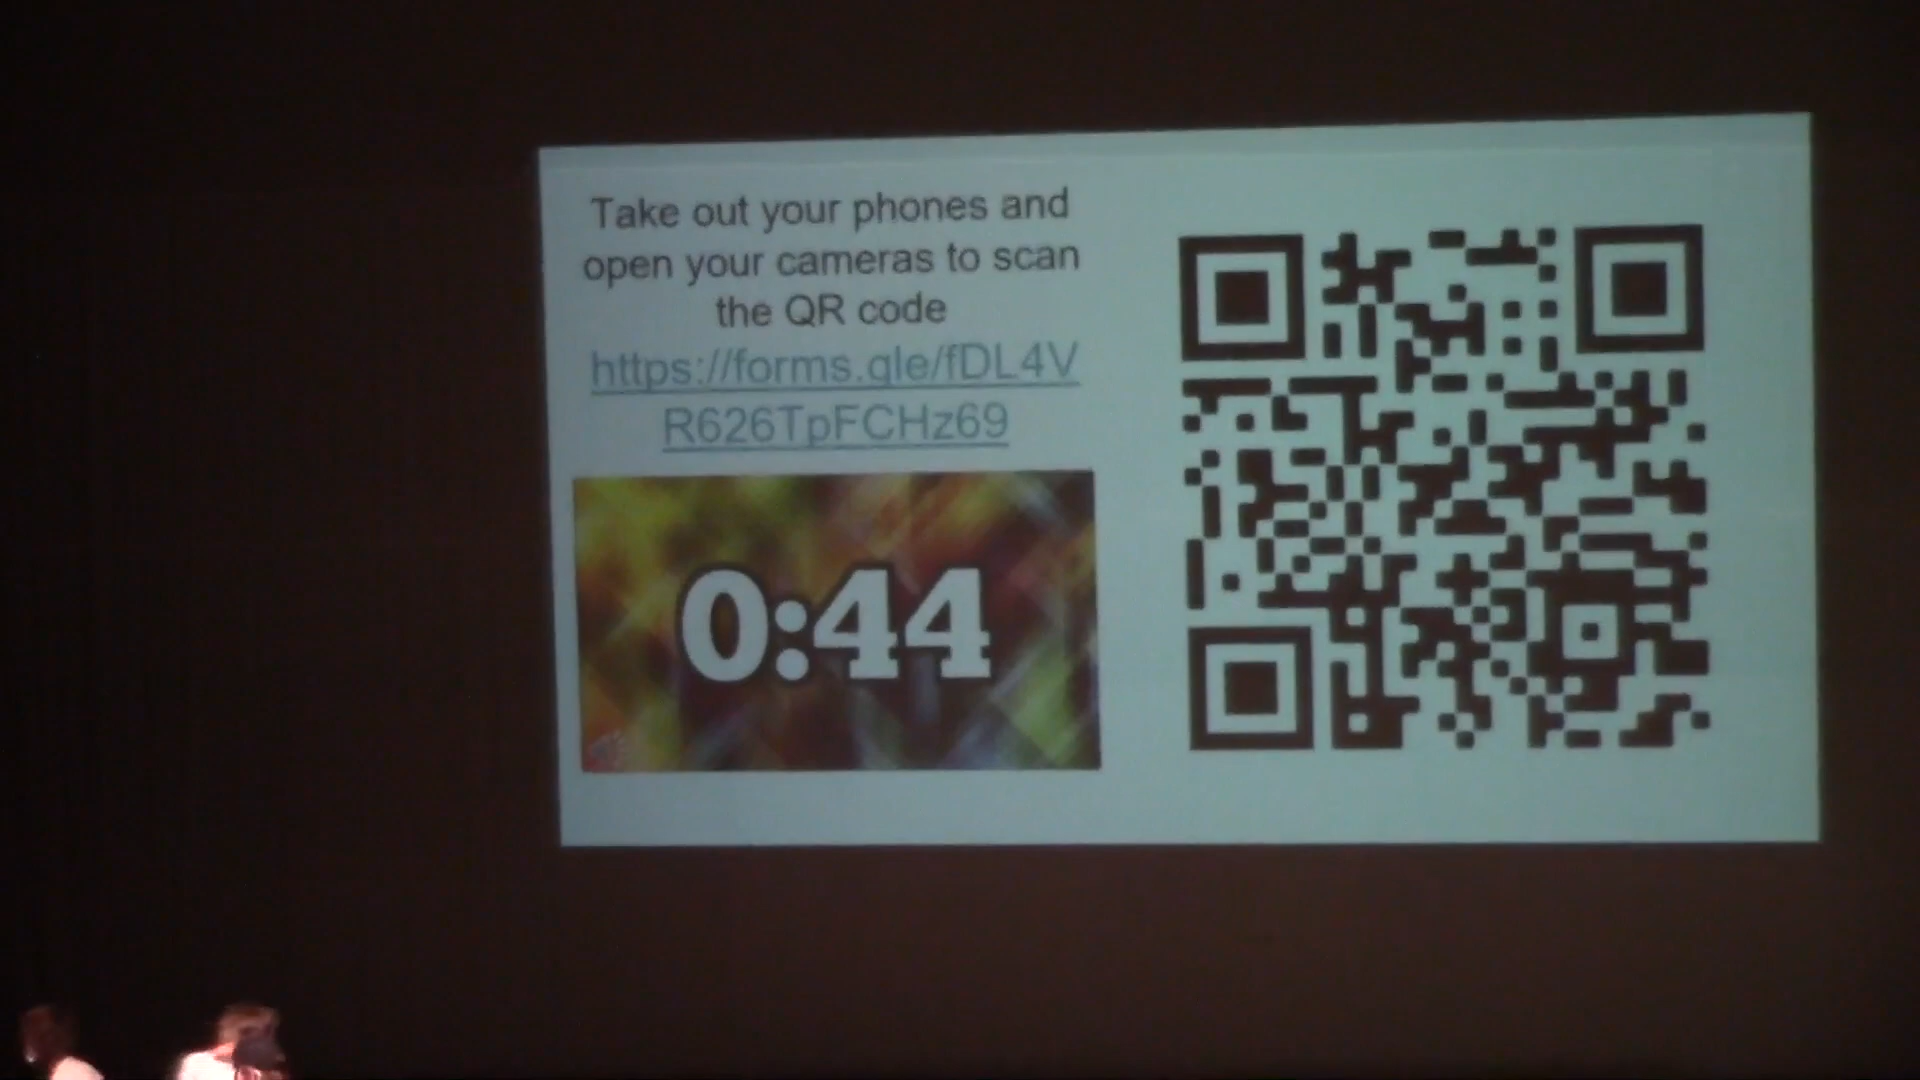 Take out your phones and
open your cameras to scan
the QR code
https://forms.gle/fDL4V
R626TpFCHz69
0:44